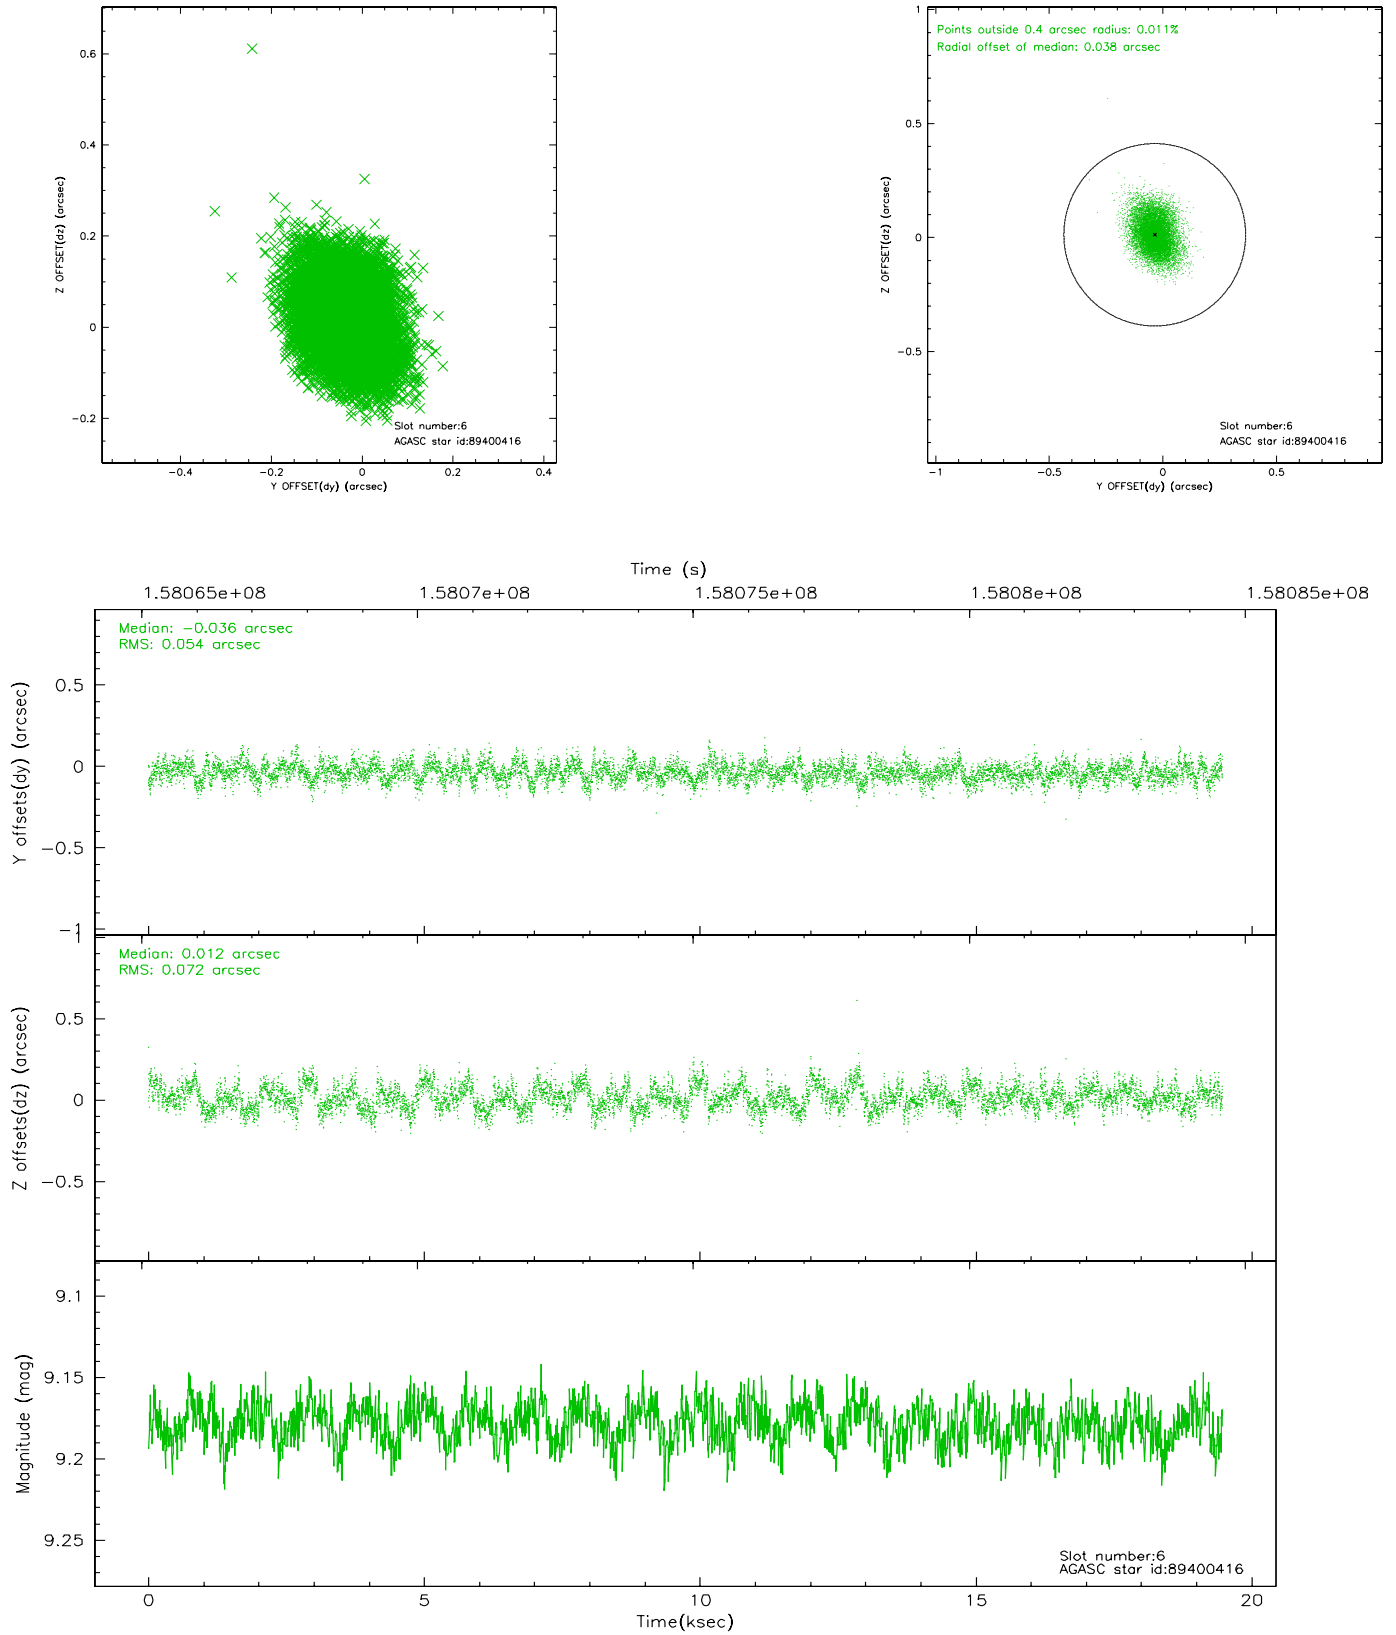 0.6
0.4
0.2
0
−0.2
Z OFFSET(dz) (arcsec)
Slot number:6
AGASC star id:89400416
−0.4 −0.2 0 0.2 0.4
Y OFFSET(dy) (arcsec)
Points outside 0.4 arcsec radius: 0.011%
Radial offset of median: 0.038 arcsec
1
0.5
0
−0.5
Z OFFSET(dz) (arcsec)
Slot number:6
AGASC star id:89400416
−1 −0.5 0 0.5
Y OFFSET(dy) (arcsec)
Time (s)
1.58065e+08 1.5807e+08 1.58075e+08 1.5808e+08 1.58085e+08
Median: −0.036 arcsec
RMS: 0.054 arcsec
0.5
0
−0.5
−1
Y offsets(dy) (arcsec)
Median: 0.012 arcsec
RMS: 0.072 arcsec
1
0.5
0
−0.5
Z offsets(dz) (arcsec)
9.1
9.15
9.2
9.25
Magnitude (mag)
Slot number:6
AGASC star id:89400416
0 5 10 15 20
Time(ksec)